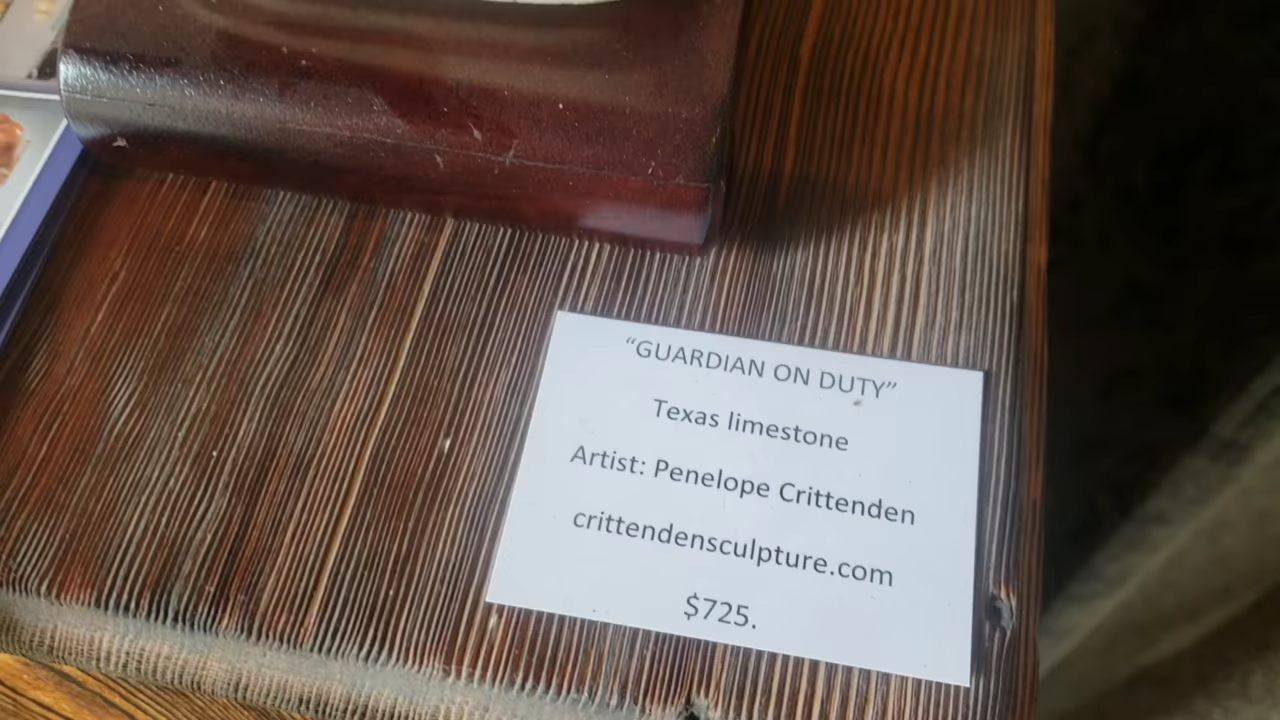 “GUARDIAN ON DUTY”
Texas limestone
Artist: Penelope Crittenden
crittendensculpture.com
$725.